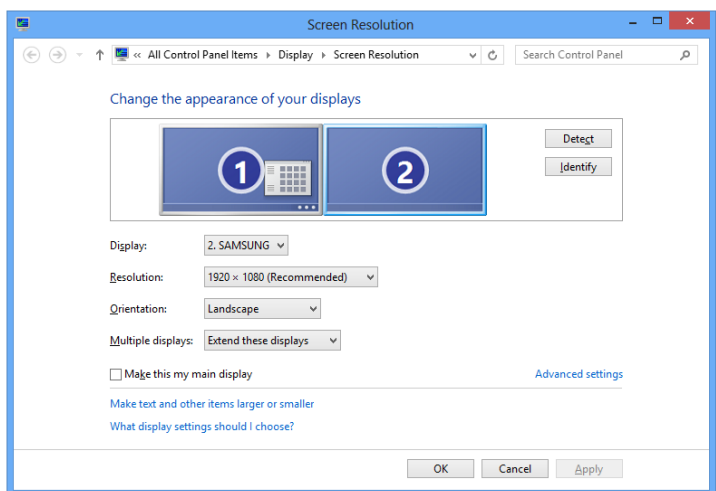 Screen Resolution
« All Control Panel Items Display Screen Resolution Search Control Panel
Change the appearance of your displays
1 2
Detect
Identify
Display: 2. SAMSUNG
Resolution: 1920 × 1080 (Recommended)
Orientation: Landscape
Multiple displays: Extend these displays
Make this my main display Advanced settings
Make text and other items larger or smaller
What display settings should I choose?
OK Cancel Apply